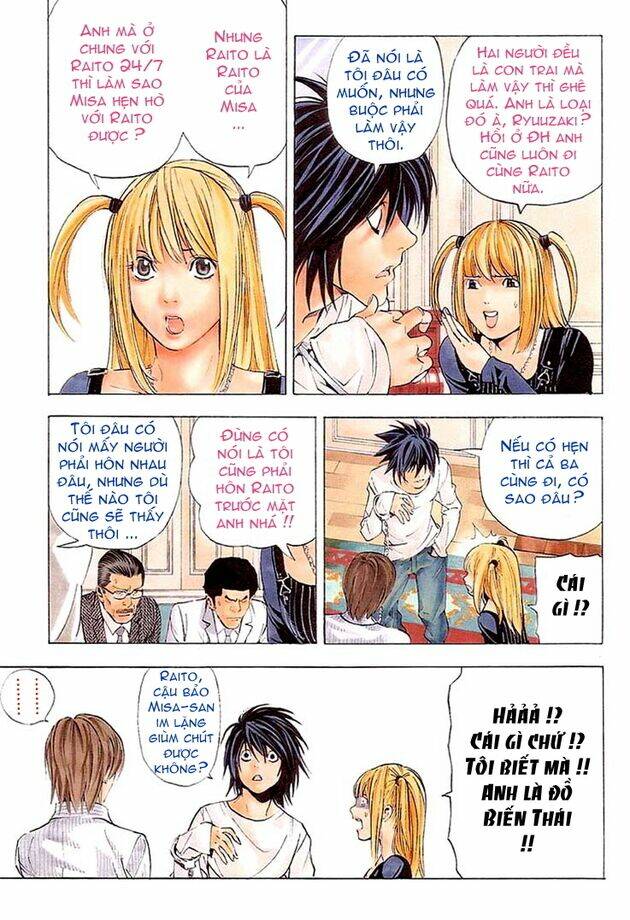 Hai người đều
là con trai mà
làm vậy thì ghê
quá. Anh là loại
đó à, Ryuuzaki?
Hồi ở ĐH anh
cũng luôn đi
cùng Raito
nữa.
Đã nói là
tôi đâu có
muốn, nhưng
buộc phải
làm vậy
thôi.
Nhưng
Raito là
Raito
của
Misa
...
Anh mà ở
chung với
Raito 24/7
thì làm sao
Misa hẹn hò
với Raito
được ?
Nếu có hẹn
thì cả ba
cùng đi, có
sao đâu?
Cái
gì !?
Đừng có
nói là tôi
cũng phải
hôn Raito
trước mặt
anh nhá !!
Tôi đâu có
nói mấy người
phải hôn nhau
đâu, nhưng dù
thế nào tôi
cũng sẽ thấy
thôi ...
Hảảả !?
Cái gì chứ !?
Tôi biết mà !!
Anh là đồ
biến thái
!!
Raito,
cậu bảo
Misa-san
im lặng
giùm chút
được
không?
......